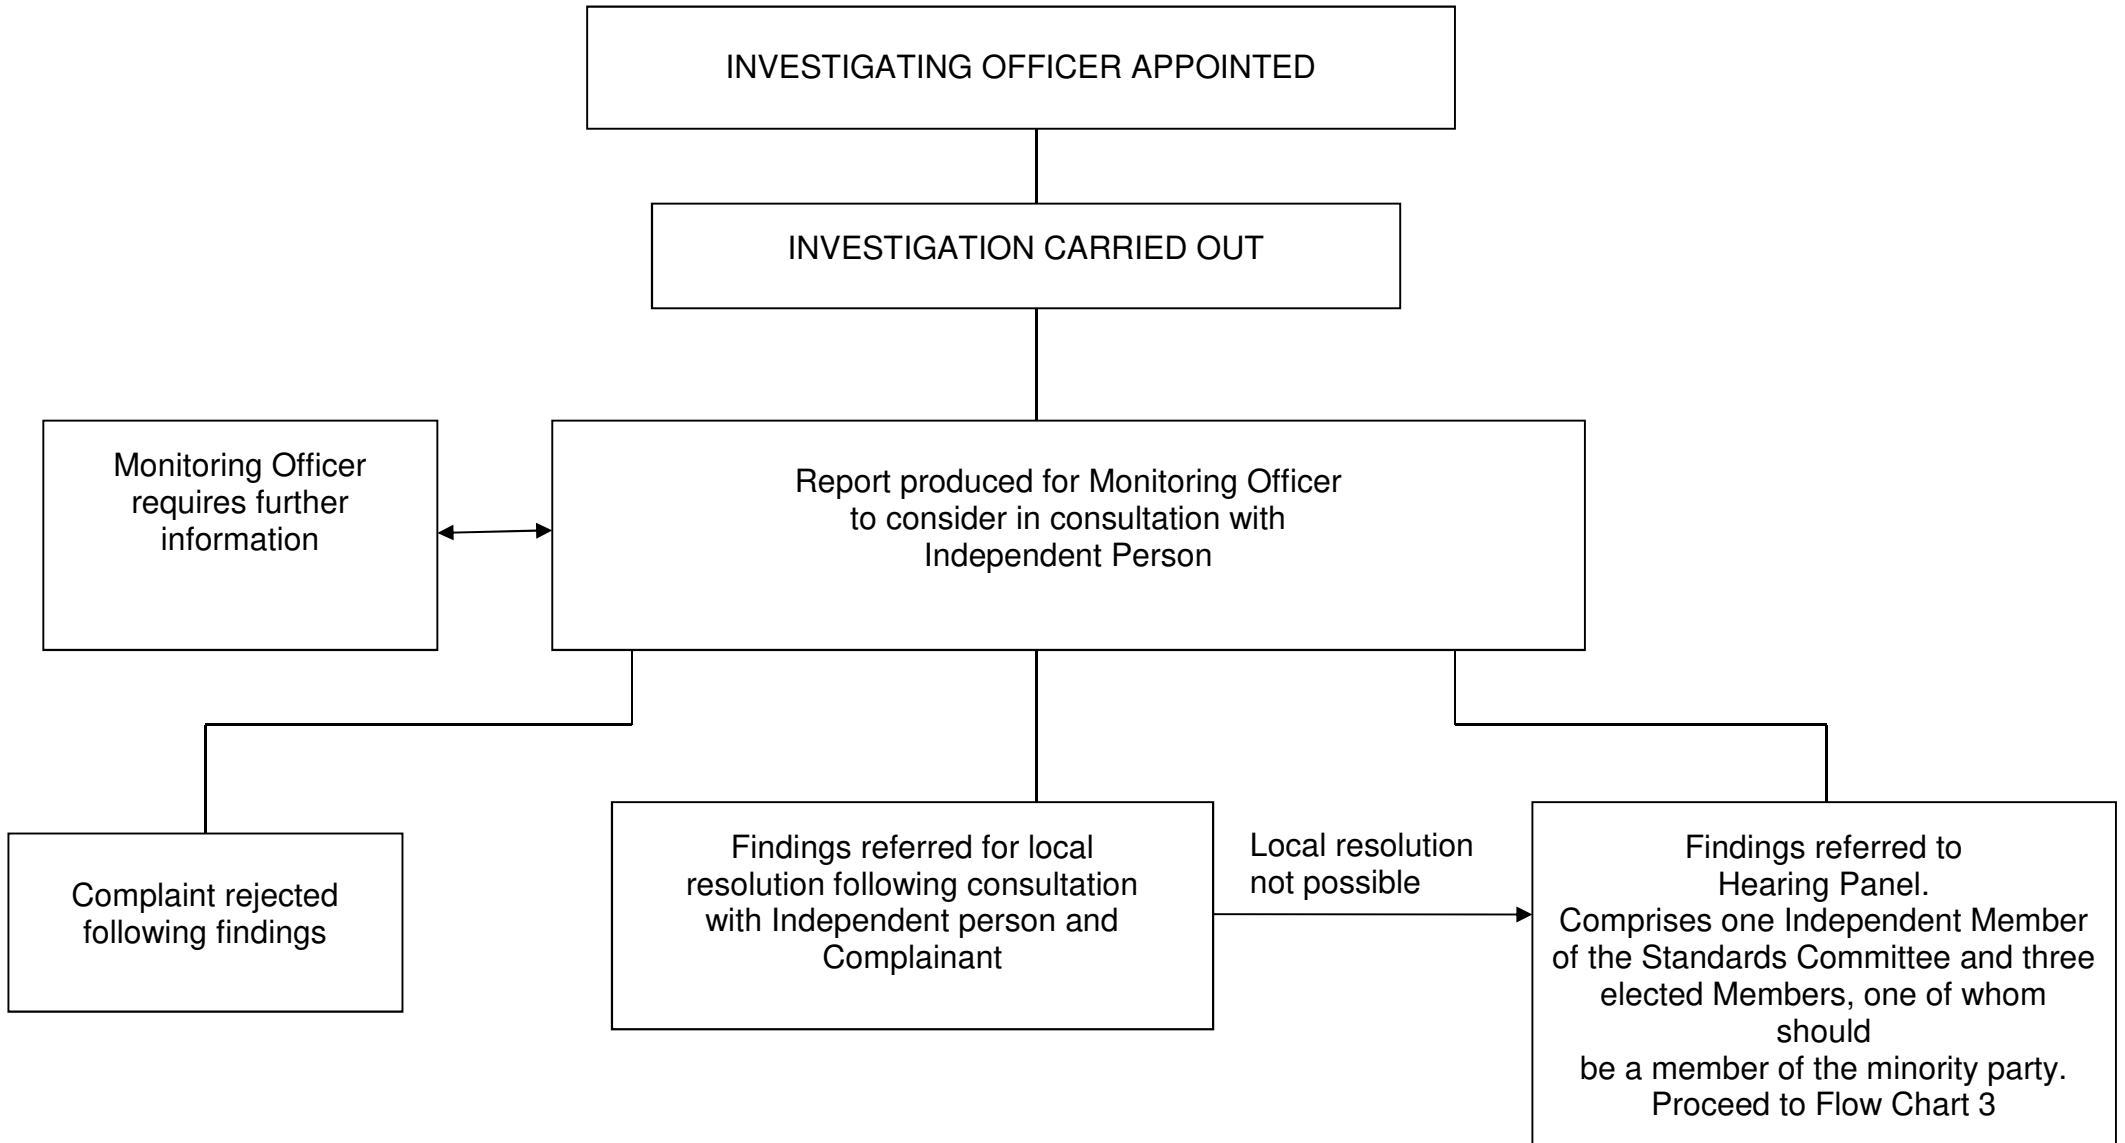 INVESTIGATING OFFICER APPOINTED
INVESTIGATION CARRIED OUT
Monitoring Officer
requires further
information
Report produced for Monitoring Officer
to consider in consultation with
Independent Person
Complaint rejected
following findings
Findings referred for local
resolution following consultation
with Independent person and
Complainant
Local resolution
not possible
Findings referred to
Hearing Panel.
Comprises one Independent Member
of the Standards Committee and three
elected Members, one of whom
should
be a member of the minority party.
Proceed to Flow Chart 3